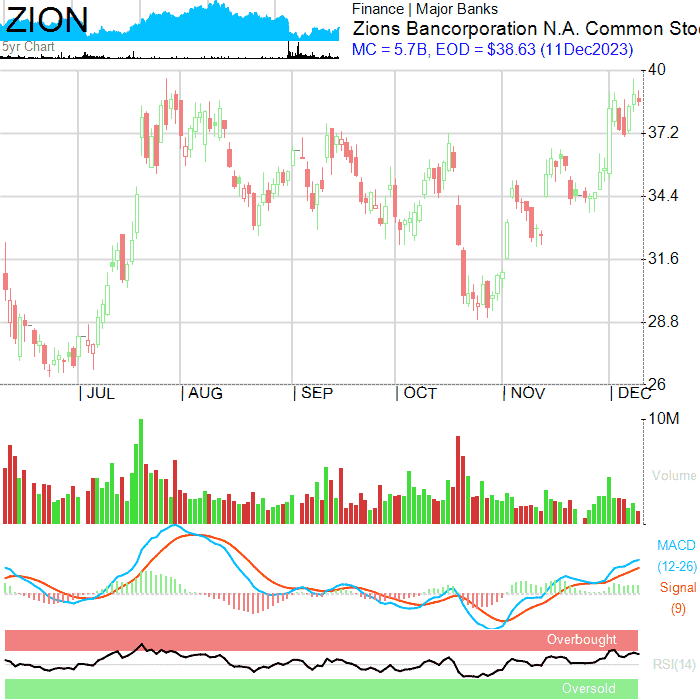 ZION
5yr Chart
Finance | Major Banks
Zions Bancorporation N.A. Common Sto
MC = 5.7B, EOD = $38.63 (11Dec2023)
40
37.2
34.4
31.6
28.8
26
JUL AUG SEP OCT NOV DEC
10M
Volume
MACD
(12-26)
Signal
(9)
Overbought
RSI(14)
Oversold